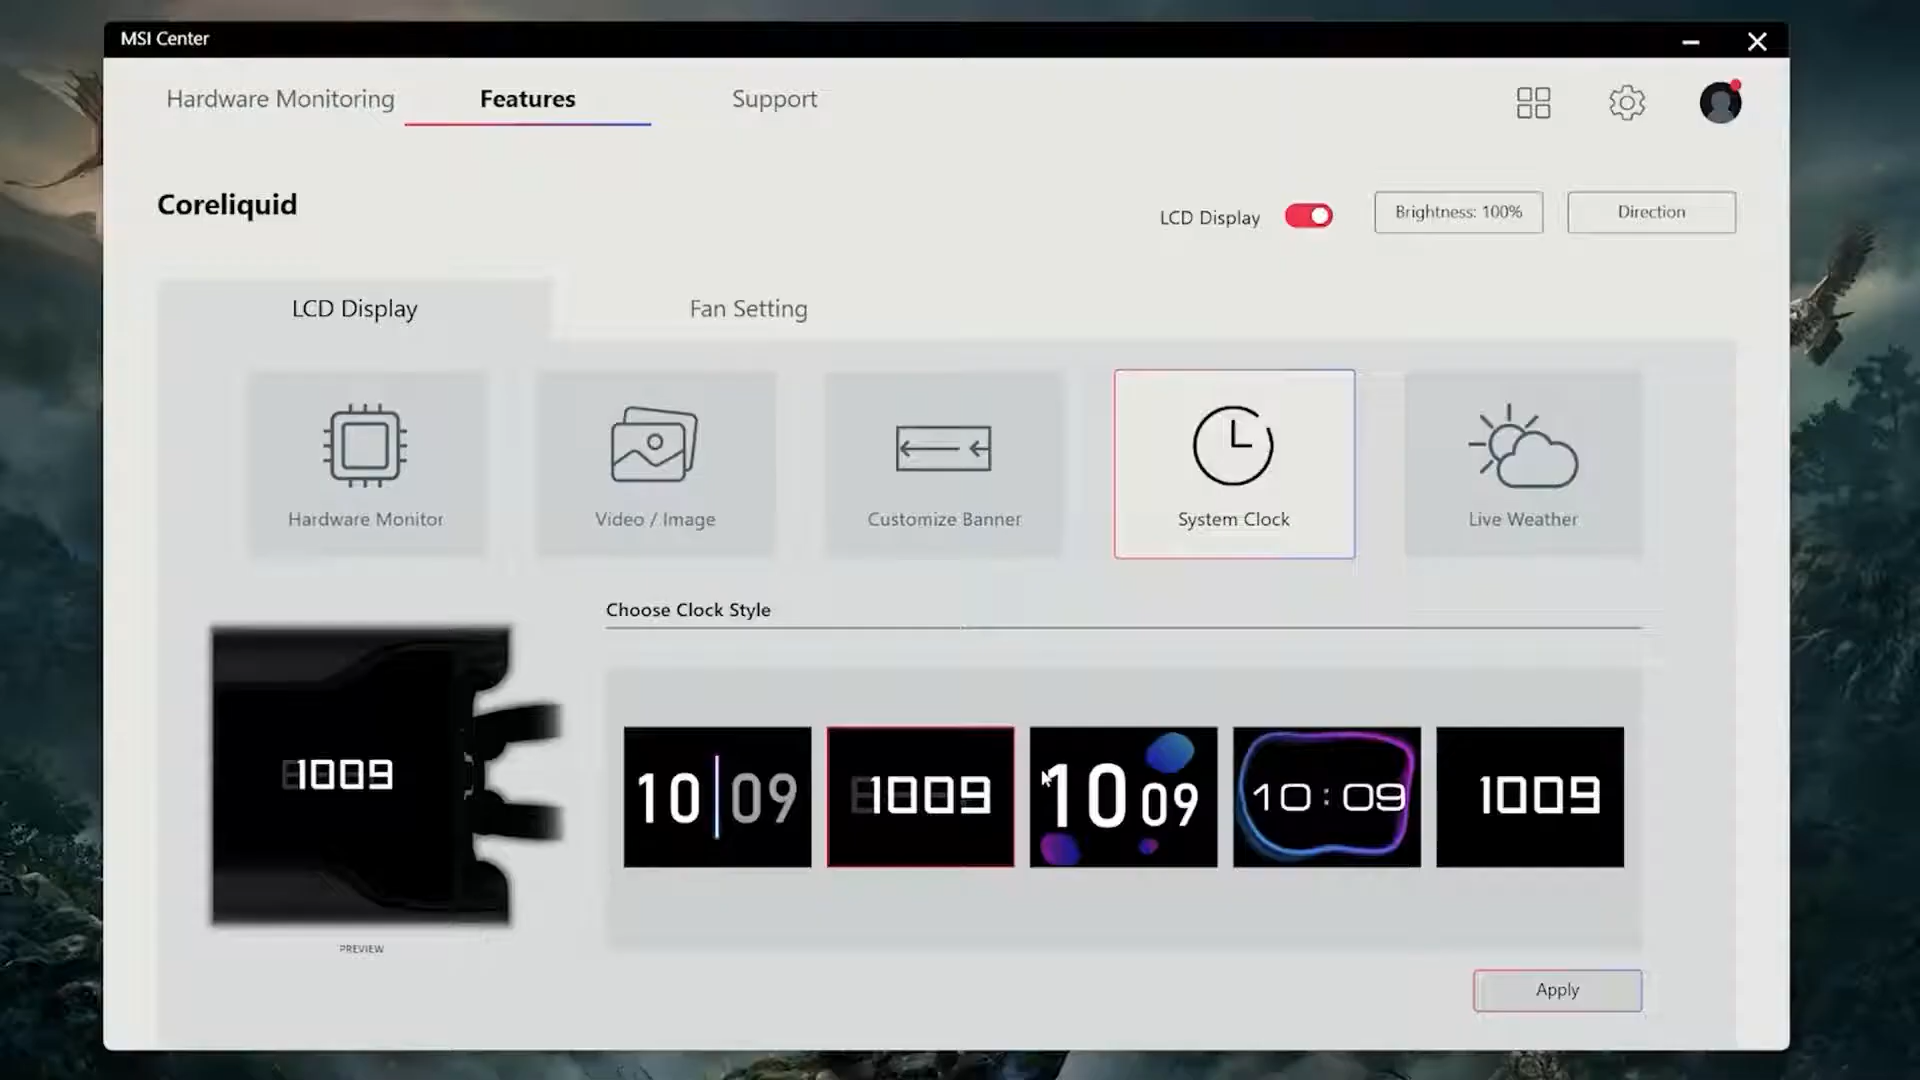 MSI Center
Hardware Monitoring
Features
Support
Coreliquid
LCD Display
Brightness: 100%
Direction
LCD Display
Fan Setting
Hardware Monitor
Video / Image
Customize Banner
System Clock
Live Weather
Choose Clock Style
1009
10 09
1009
10 09
10:09
1009
PREVIEW
Apply